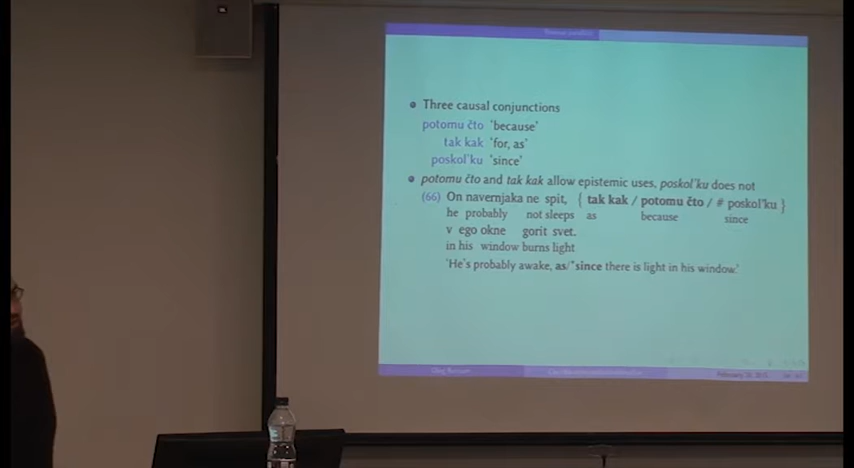 • Three causal conjunctions
potomu čto 'because'
tak kak 'for, as'
poskol'ku 'since'
• potomu čto and tak kak allow epistemic uses, poskol'ku does not
(66) On navernjaka ne spit, { tak kak / potomu čto / # poskol'ku }
he probably not sleeps as because since
v ego okne gorit svet.
in his window burns light
'He's probably awake, as/*since there is light in his window.'